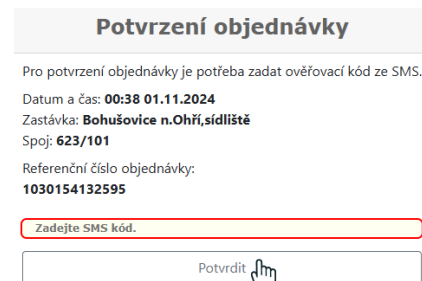 Potvrzení objednávky
Pro potvrzení objednávky je potřeba zadat ověřovací kód ze SMS.
Datum a čas: 00:38 01.11.2024
Zastávka: Bohušovice n.Ohří,sídliště
Spoj: 623/101
Referenční číslo objednávky:
1030154132595
Zadejte SMS kód.
Potvrdit